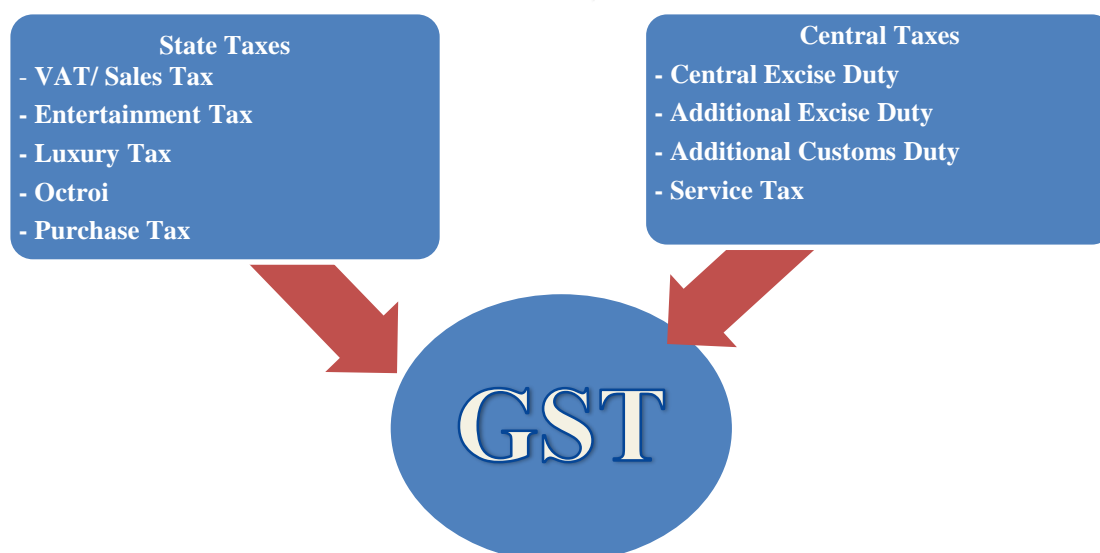 State Taxes
- VAT/ Sales Tax
- Entertainment Tax
- Luxury Tax
- Octroi
- Purchase Tax
Central Taxes
- Central Excise Duty
- Additional Excise Duty
- Additional Customs Duty
- Service Tax
GST